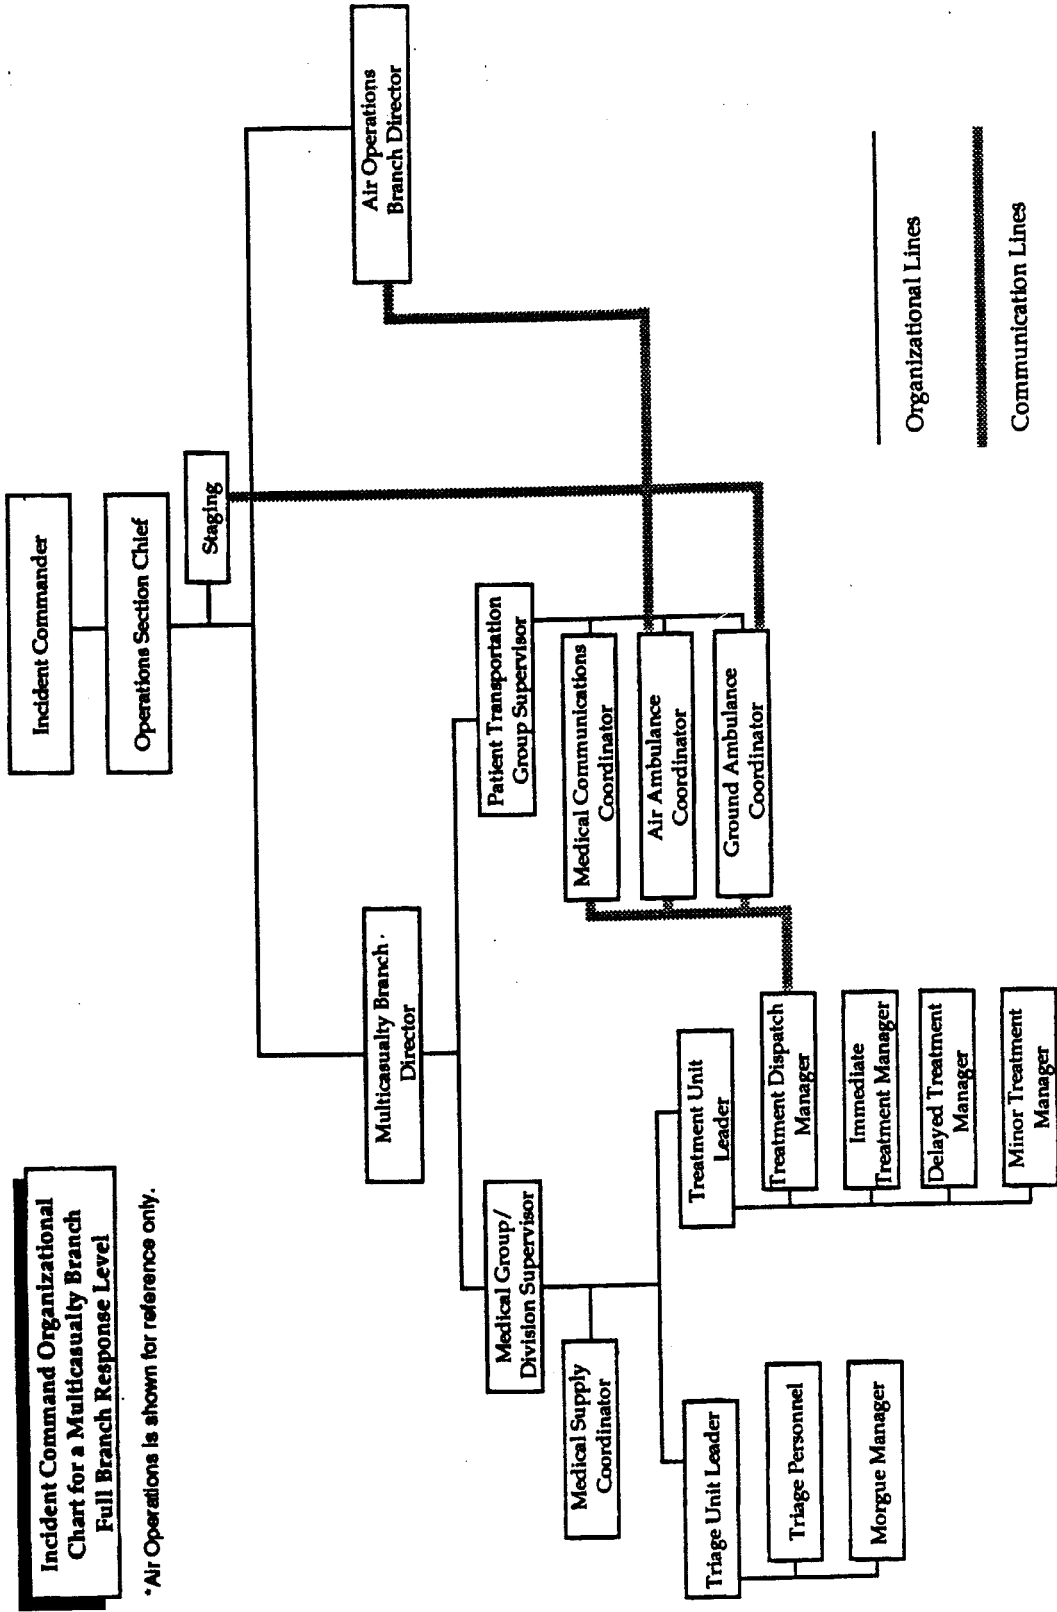 Incident Command Organizational
Chart for a Multicasualty Branch
Full Branch Response Level
*Air Operations is shown for reference only.
Incident Commander
Operations Section Chief
Staging
Air Operations
Branch Director
Multicasualty Branch
Director
Medical Group/
Division Supervisor
Patient Transportation
Group Supervisor
Medical Supply
Coordinator
Medical Communications
Coordinator
Air Ambulance
Coordinator
Ground Ambulance
Coordinator
Triage Unit Leader
Triage Personnel
Morgue Manager
Treatment Unit
Leader
Treatment Dispatch
Manager
Immediate
Treatment Manager
Delayed Treatment
Manager
Minor Treatment
Manager
Organizational Lines
Communication Lines